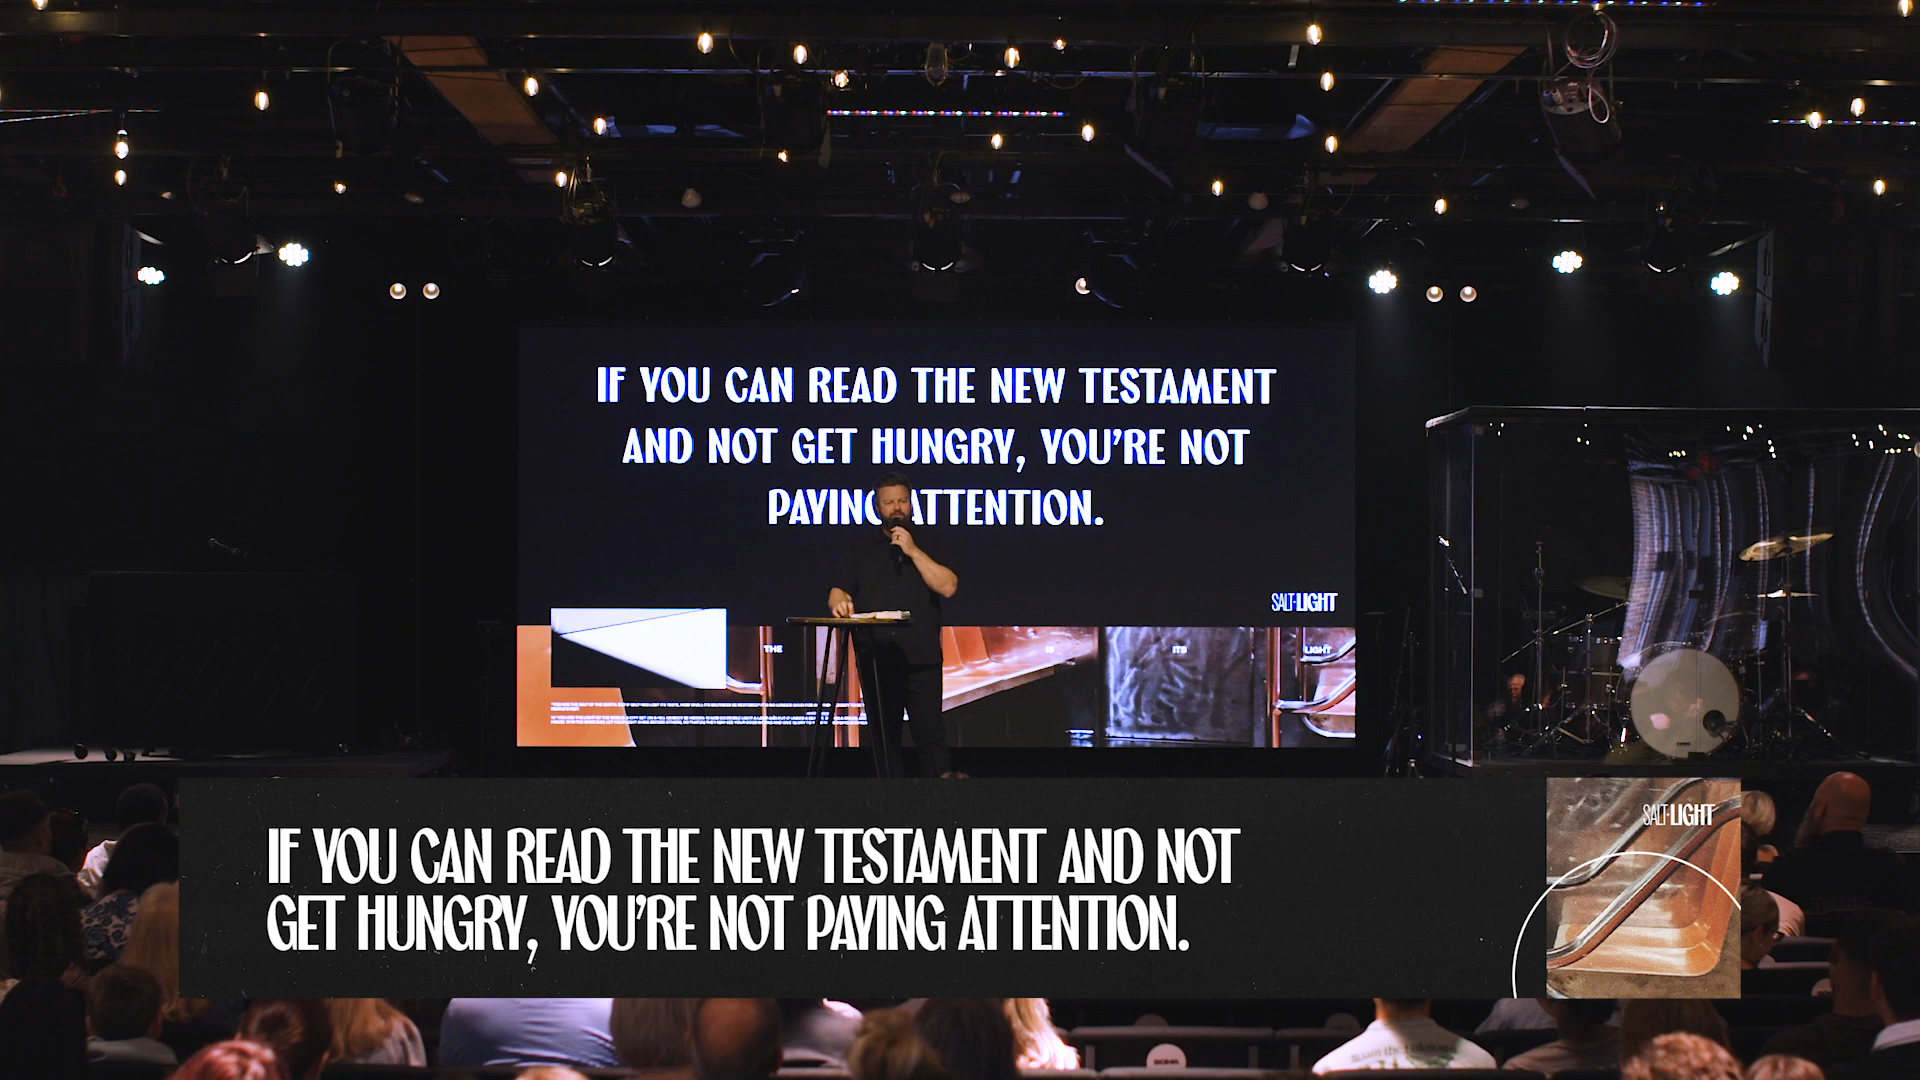 IF YOU CAN READ THE NEW TESTAMENT
AND NOT GET HUNGRY, YOU'RE NOT
PAYING ATTENTION.
SALT+LIGHT
THE
IS
ITS
LIGHT
IF YOU CAN READ THE NEW TESTAMENT AND NOT
GET HUNGRY, YOU'RE NOT PAYING ATTENTION.
SALT+LIGHT